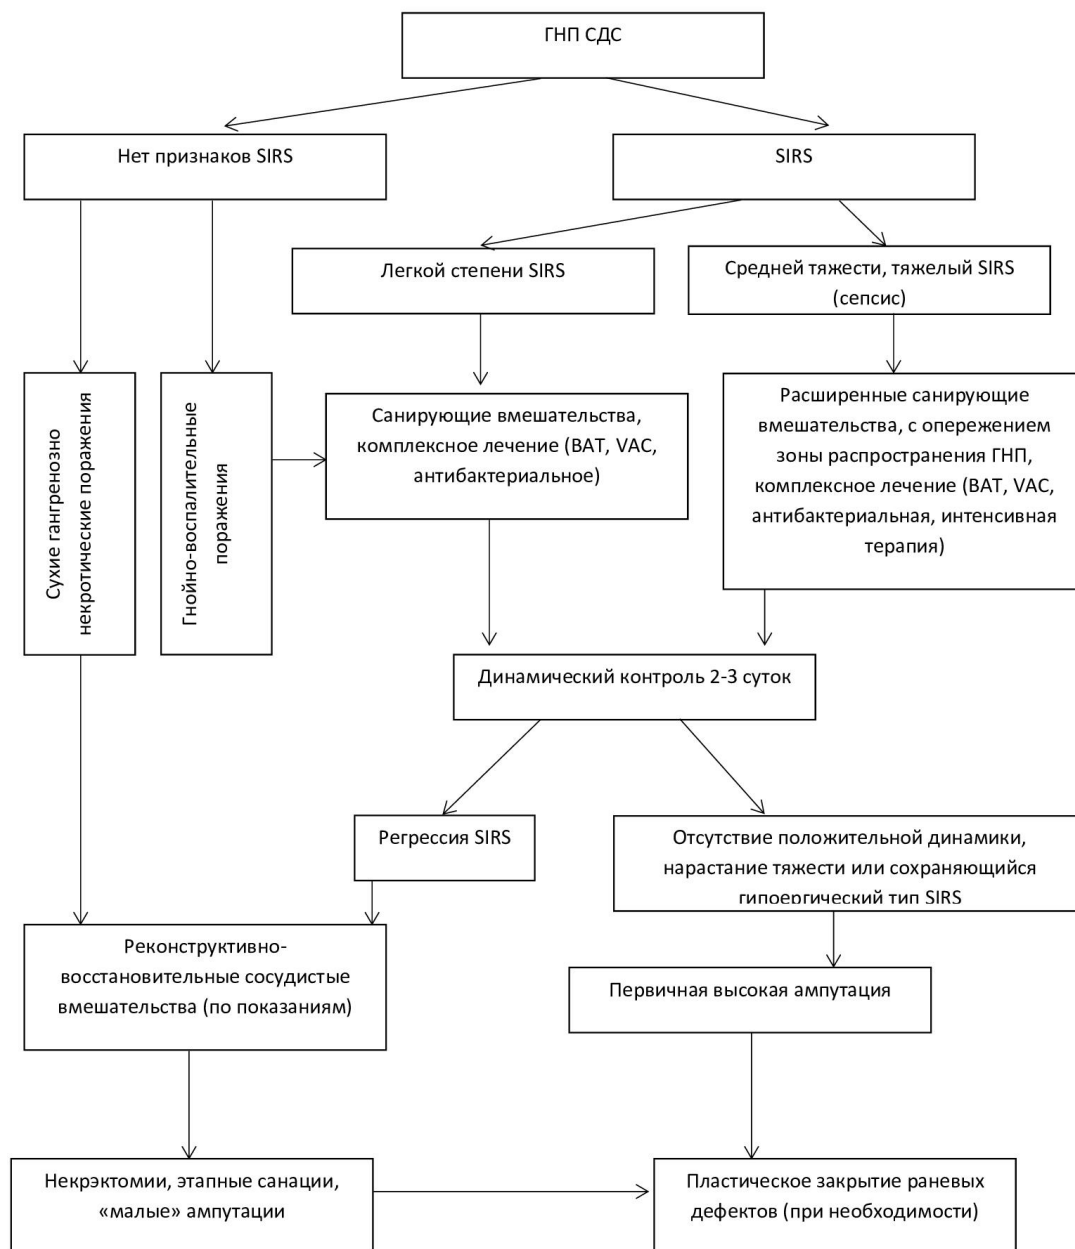 ГНП СДС
Нет признаков SIRS
SIRS
Легкой степени SIRS
Средней тяжести, тяжелый SIRS
(сепсис)
Сухие гангренозно
некротические поражения
Гнойно-воспалительные
поражения
Санирующие вмешательства,
комплексное лечение (ВАТ, VAC,
антибактериальное)
Расширенные санирующие
вмешательства, с опережением
зоны распространения ГНП,
комплексное лечение (ВАТ, VAC,
антибактериальная, интенсивная
терапия)
Динамический контроль 2-3 суток
Регрессия SIRS
Отсутствие положительной динамики,
нарастание тяжести или сохраняющийся
гипоергический тип SIRS
Реконструктивно-
восстановительные сосудистые
вмешательства (по показаниям)
Первичная высокая ампутация
Некрэктомии, этапные санации,
«малые» ампутации
Пластическое закрытие раневых
дефектов (при необходимости)